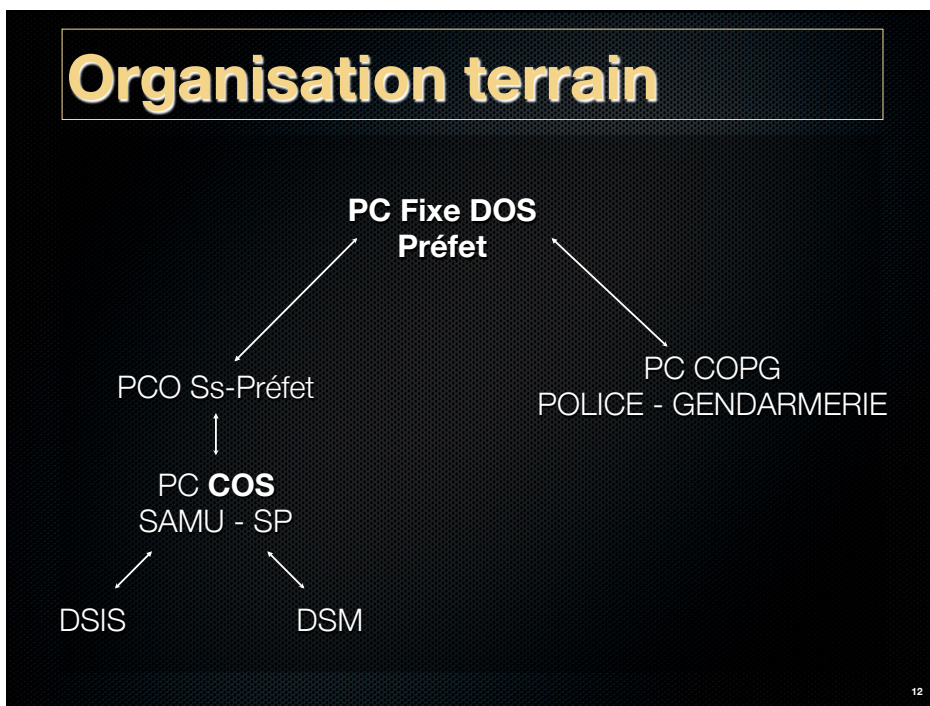 Organisation terrain
PC Fixe DOS
Préfet
PCO Ss-Préfet
PC COPG
POLICE - GENDARMERIE
PC COS
SAMU - SP
DSIS
DSM
12